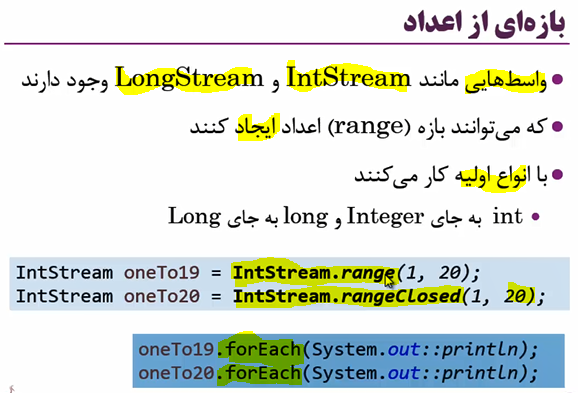 بازه‌ای از اعداد
واسط‌هایی مانند IntStream و LongStream وجود دارند
که می‌توانند بازه (range) اعداد ایجاد کنند
با انواع اولیه کار می‌کنند
int به جای Integer و long به جای Long
IntStream oneTo19 = IntStream.range(1, 20);
IntStream oneTo20 = IntStream.rangeClosed(1, 20);
oneTo19.forEach(System.out::println);
oneTo20.forEach(System.out::println);